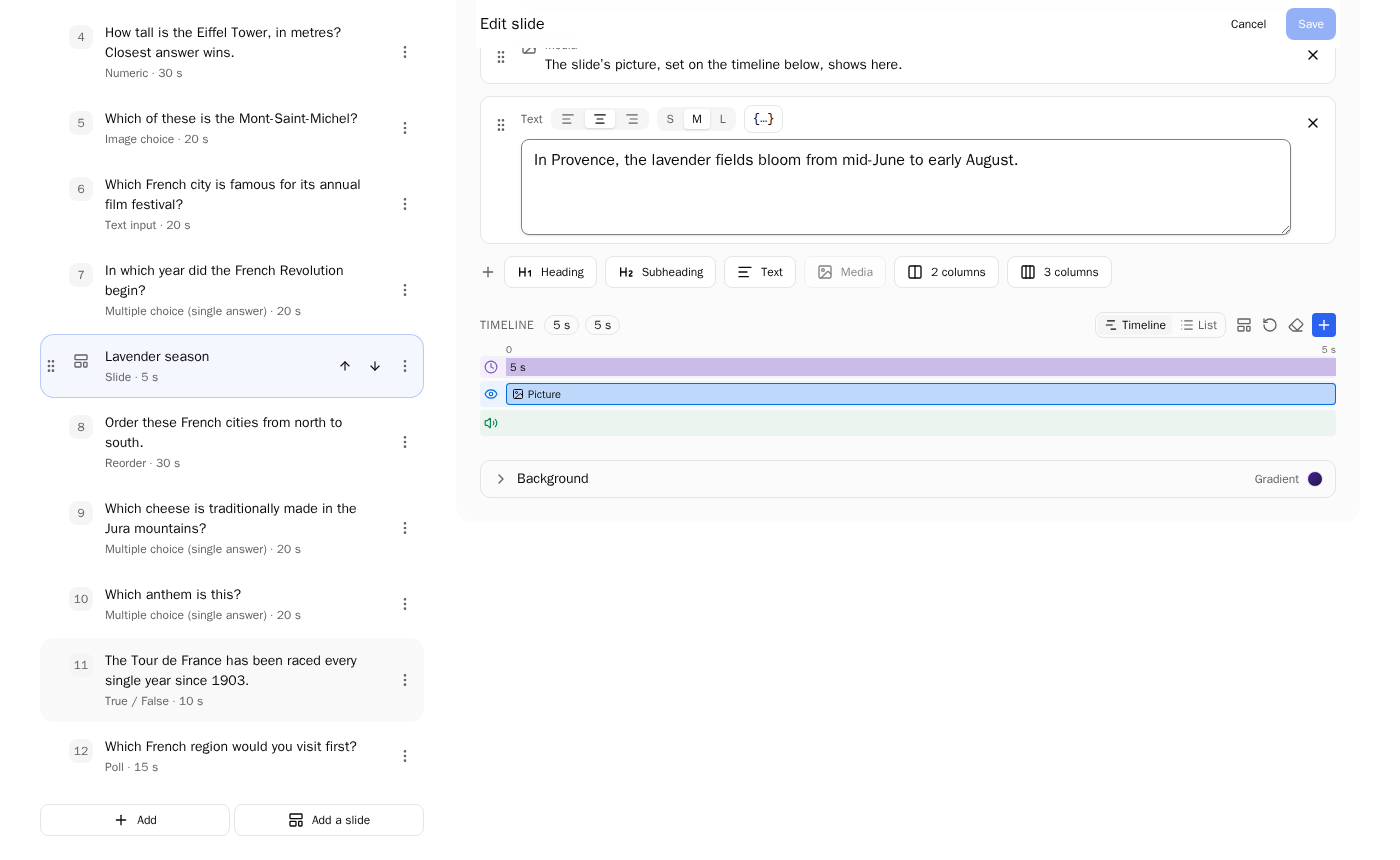 4
How tall is the Eiffel Tower, in metres?
Closest answer wins.
Numeric · 30 s
5
Which of these is the Mont-Saint-Michel?
Image choice · 20 s
6
Which French city is famous for its annual
film festival?
Text input · 20 s
7
In which year did the French Revolution
begin?
Multiple choice (single answer) · 20 s
Lavender season
Slide · 5 s
8
Order these French cities from north to
south.
Reorder · 30 s
9
Which cheese is traditionally made in the
Jura mountains?
Multiple choice (single answer) · 20 s
10
Which anthem is this?
Multiple choice (single answer) · 20 s
11
The Tour de France has been raced every
single year since 1903.
True / False · 10 s
12
Which French region would you visit first?
Poll · 15 s
Add
Add a slide
Edit slide
Cancel
Save
The slide's picture, set on the timeline below, shows here.
Text
S M L
{…}
In Provence, the lavender fields bloom from mid-June to early August.
H1 Heading
H2 Subheading
Text
Media
2 columns
3 columns
TIMELINE
5 s
5 s
Timeline
List
0
5 s
5 s
Picture
Background
Gradient